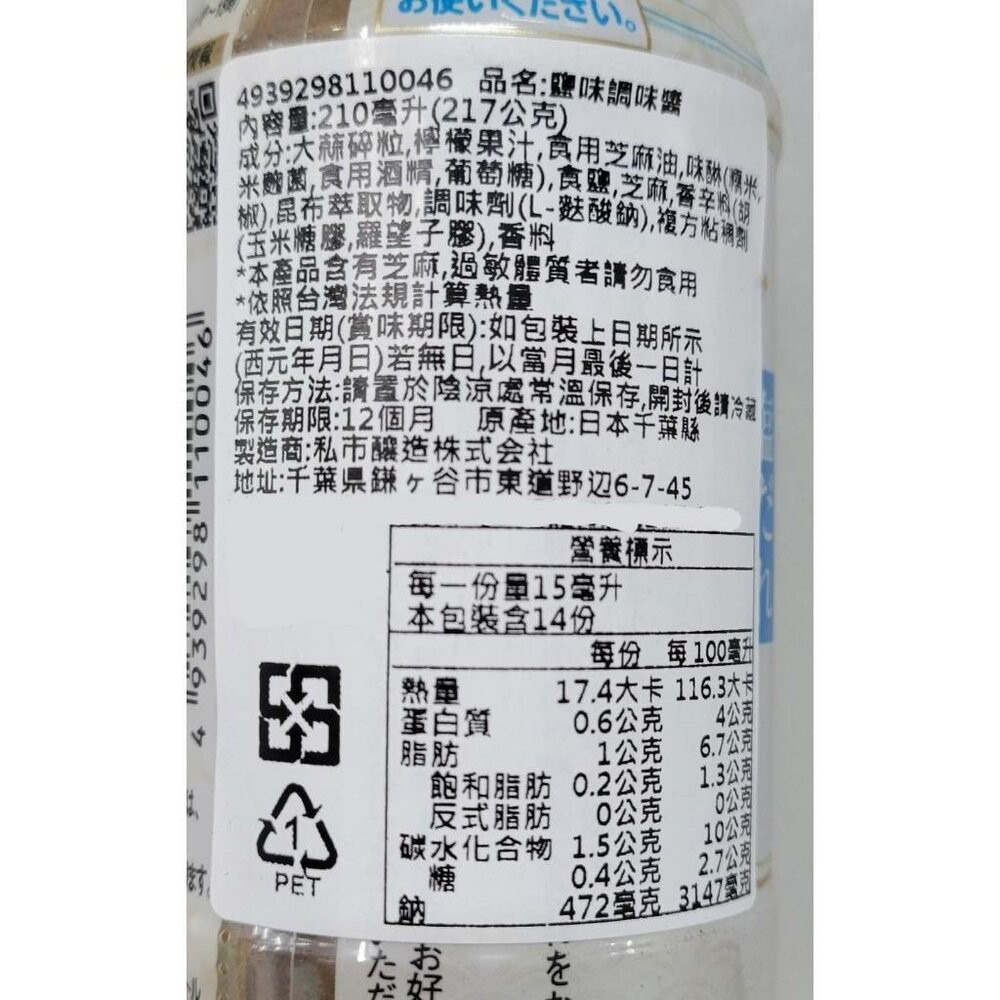 お使いください。
4939298110046 品名:鹽味調味醬
內容量:210毫升(217公克)
成分:大蒜碎粒,檸檬果汁,食用芝麻油,味醂(糯米,
米麴菌,食用酒精,葡萄糖),食鹽,芝麻,香辛料(胡
椒),昆布萃取物,調味劑(L-麩酸鈉),複方粘稠劑
(玉米糖膠,羅望子膠),香料
*本產品含有芝麻,過敏體質者請勿食用
*依照台灣法規計算熱量
有效日期(賞味期限):如包裝上日期所示
(西元年月日)若無日,以當月最後一日計
保存方法:請置於陰涼處常溫保存,開封後請冷藏
保存期限:12個月 原產地:日本千葉縣
製造商:私市釀造株式会社
地址:千葉県鎌ヶ谷市東道野辺6-7-45
營養標示
每一份量15毫升
本包裝含14份
每份 每100毫升
熱量 17.4大卡 116.3大卡
蛋白質 0.6公克 4公克
脂肪 1公克 6.7公克
飽和脂肪 0.2公克 1.3公克
反式脂肪 0公克 0公克
碳水化合物 1.5公克 10公克
糖 0.4公克 2.7公克
鈉 472毫克 3147毫克
1
PET
4 939298 110046
お好
ただ
をか